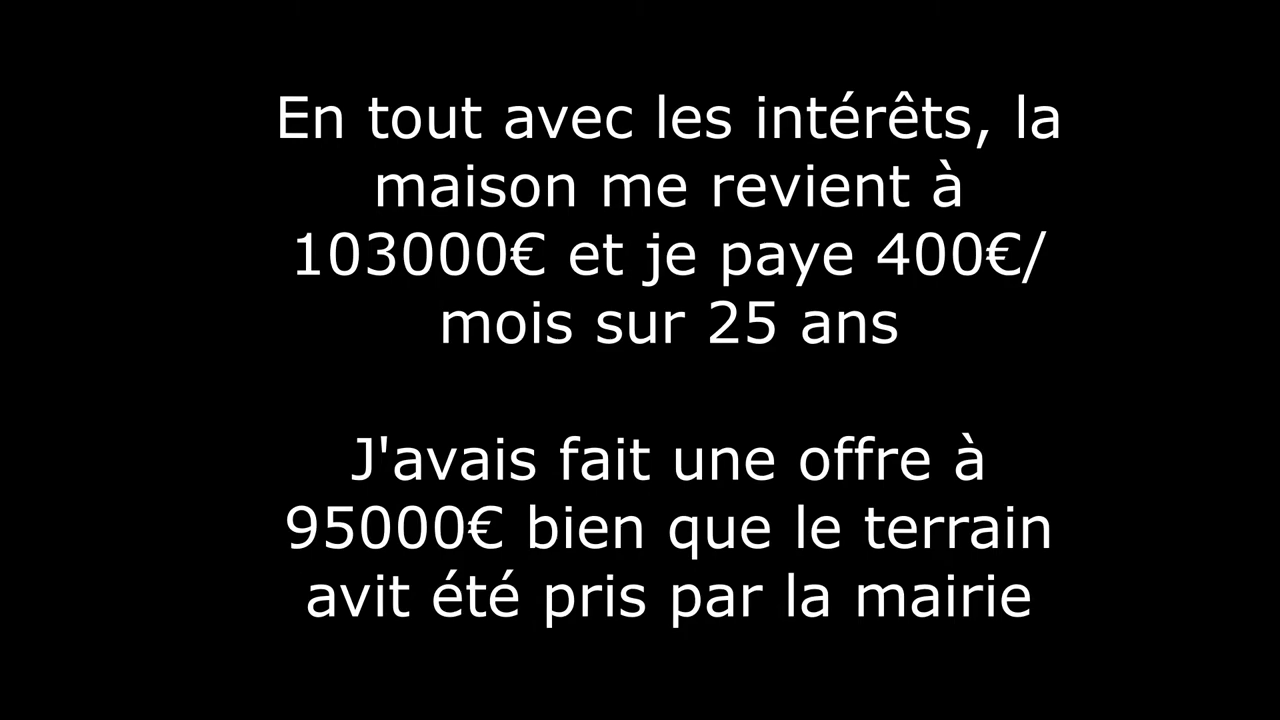 En tout avec les intérêts, la
maison me revient à
103000€ et je paye 400€/
mois sur 25 ans
J'avais fait une offre à
95000€ bien que le terrain
avit été pris par la mairie